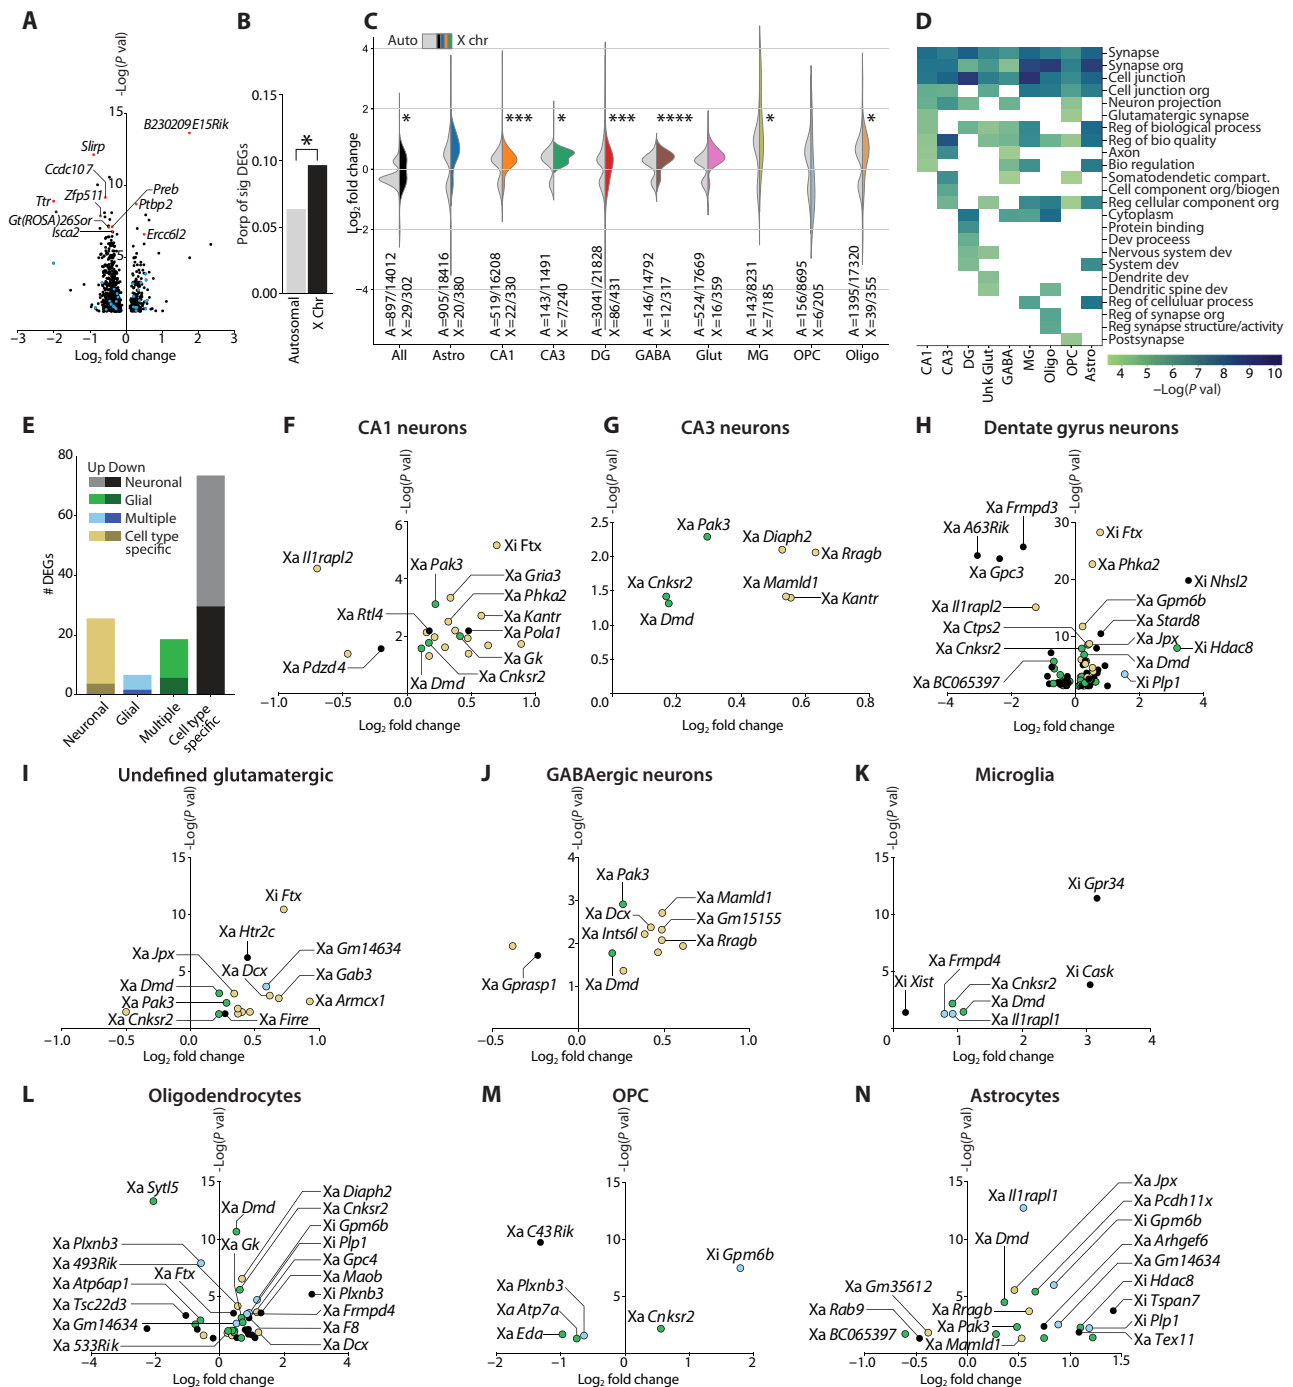 A
-Log(P val)
15
10
5
B230209E15Rik
Slirp
Ccdc107
Zfp511
Ttr
Preb
Ptbp2
Gt(ROSA)26Sor
Isca2
Ercc6l2
−3 −2 −1 0 1 2 3
Log2 fold change
B
Porp of sig DEGs
0.15
0.10
0.05
0.00
*
Autosomal
X Chr
C
Auto X chr
Log2 fold change
4
2
0
−2
−4
* *** * *** **** * *
A=897/14012
X=29/302
A=905/18416
X=20/380
A=519/16208
X=22/330
A=143/11491
X=7/240
A=3041/21828
X=86/431
A=146/14792
X=12/317
A=524/17669
X=16/359
A=143/8231
X=7/185
A=156/8695
X=6/205
A=1395/17320
X=39/355
All Astro CA1 CA3 DG GABA Glut MG OPC Oligo
D
Synapse
Synapse org
Cell junction
Cell junction org
Neuron projection
Glutamatergic synapse
Reg of biological process
Reg of bio quality
Axon
Bio regulation
Somatodendetic compart.
Cell component org/biogen
Reg cellular component org
Cytoplasm
Protein binding
Dev proceess
Nervous system dev
System dev
Dendrite dev
Dendritic spine dev
Reg of celluluar process
Reg of synapse org
Reg synapse structure/activity
Postsynapse
CA1 CA3 DG Unk Glut GABA MG Oligo OPC Astro
4 5 6 7 8 9 10
−Log(P val)
E
# DEGs
80
60
40
20
0
Up Down
Neuronal
Glial
Multiple
Cell type
specific
Neuronal
Glial
Multiple
Cell type
specific
F
CA1 neurons
-Log(P val)
6
4
2
Xi Ftx
Xa Il1rapl2
Xa Pak3
Xa Gria3
Xa Phka2
Xa Rtl4
Xa Kantr
Xa Pola1
Xa Gk
Xa Pdzd4
Xa Cnksr2
Xa Dmd
−1.0 −0.5 0.0 0.5 1.0
Log2 fold change
G
CA3 neurons
-Log(P val)
2.5
2.0
1.5
1.0
0.5
0.0
Xa Pak3
Xa Diaph2
Xa Rragb
Xa Cnksr2
Xa Mamld1
Xa Kantr
Xa Dmd
0.2 0.4 0.6 0.8
Log2 fold change
H
Dentate gyrus neurons
-Log(P val)
30
20
10
Xa Frmpd3
Xa A63Rik
Xa Gpc3
Xi Ftx
Xa Phka2
Xi Nhsl2
Xa Il1rapl2
Xa Gpm6b
Xa Ctps2
Xa Stard8
Xa Cnksr2
Xa Jpx
Xi Hdac8
Xa Dmd
Xa BC065397
Xi Plp1
−4 −2 0 2 4
Log2 fold change
I
Undefined glutamatergic
-Log(P val)
15
10
5
Xi Ftx
Xa Htr2c
Xa Jpx
Xa Gm14634
Xa Dcx
Xa Dmd
Xa Gab3
Xa Pak3
Xa Armcx1
Xa Cnksr2
Xa Firre
−1.0 −0.5 0.0 0.5 1.0
Log2 fold change
J
GABAergic neurons
-Log(P val)
4
3
2
1
Xa Pak3
Xa Mamld1
Xa Dcx
Xa Gm15155
Xa Ints6l
Xa Rragb
Xa Gprasp1
Xa Dmd
−0.5 0.0 0.5 1.0
Log2 fold change
K
Microglia
-Log(P val)
15
10
5
Xi Gpr34
Xa Frmpd4
Xi Cask
Xi Xist
Xa Cnksr2
Xa Dmd
Xa Il1rapl1
0 1 2 3 4
Log2 fold change
L
Oligodendrocytes
-Log(P val)
15
10
5
Xa Sytl5
Xa Diaph2
Xa Cnksr2
Xa Dmd
Xi Gpm6b
Xa Plxnb3
Xa Gk
Xi Plp1
Xa 493Rik
Xa Gpc4
Xa Ftx
Xa Maob
Xa Atp6ap1
Xi Plxnb3
Xa Tsc22d3
Xa Frmpd4
Xa Gm14634
Xa F8
Xa 533Rik
Xa Dcx
−4 −2 0 2 4
Log2 fold change
M
OPC
-Log(P val)
15
10
5
Xa C43Rik
Xi Gpm6b
Xa Plxnb3
Xa Atp7a
Xa Cnksr2
Xa Eda
−2 −1 0 1 2
Log2 fold change
N
Astrocytes
-Log(P val)
15
10
5
Xa Jpx
Xa Il1rapl1
Xa Pcdh11x
Xi Gpm6b
Xa Dmd
Xa Arhgef6
Xa Gm14634
Xa Gm35612
Xi Hdac8
Xa Rab9
Xa Rragb
Xi Tspan7
Xa Pak3
Xi Plp1
Xa BC065397
Xa Mamld1
Xa Tex11
−1.0 −0.5 0.0 0.5 1.0 1.5
Log2 fold change